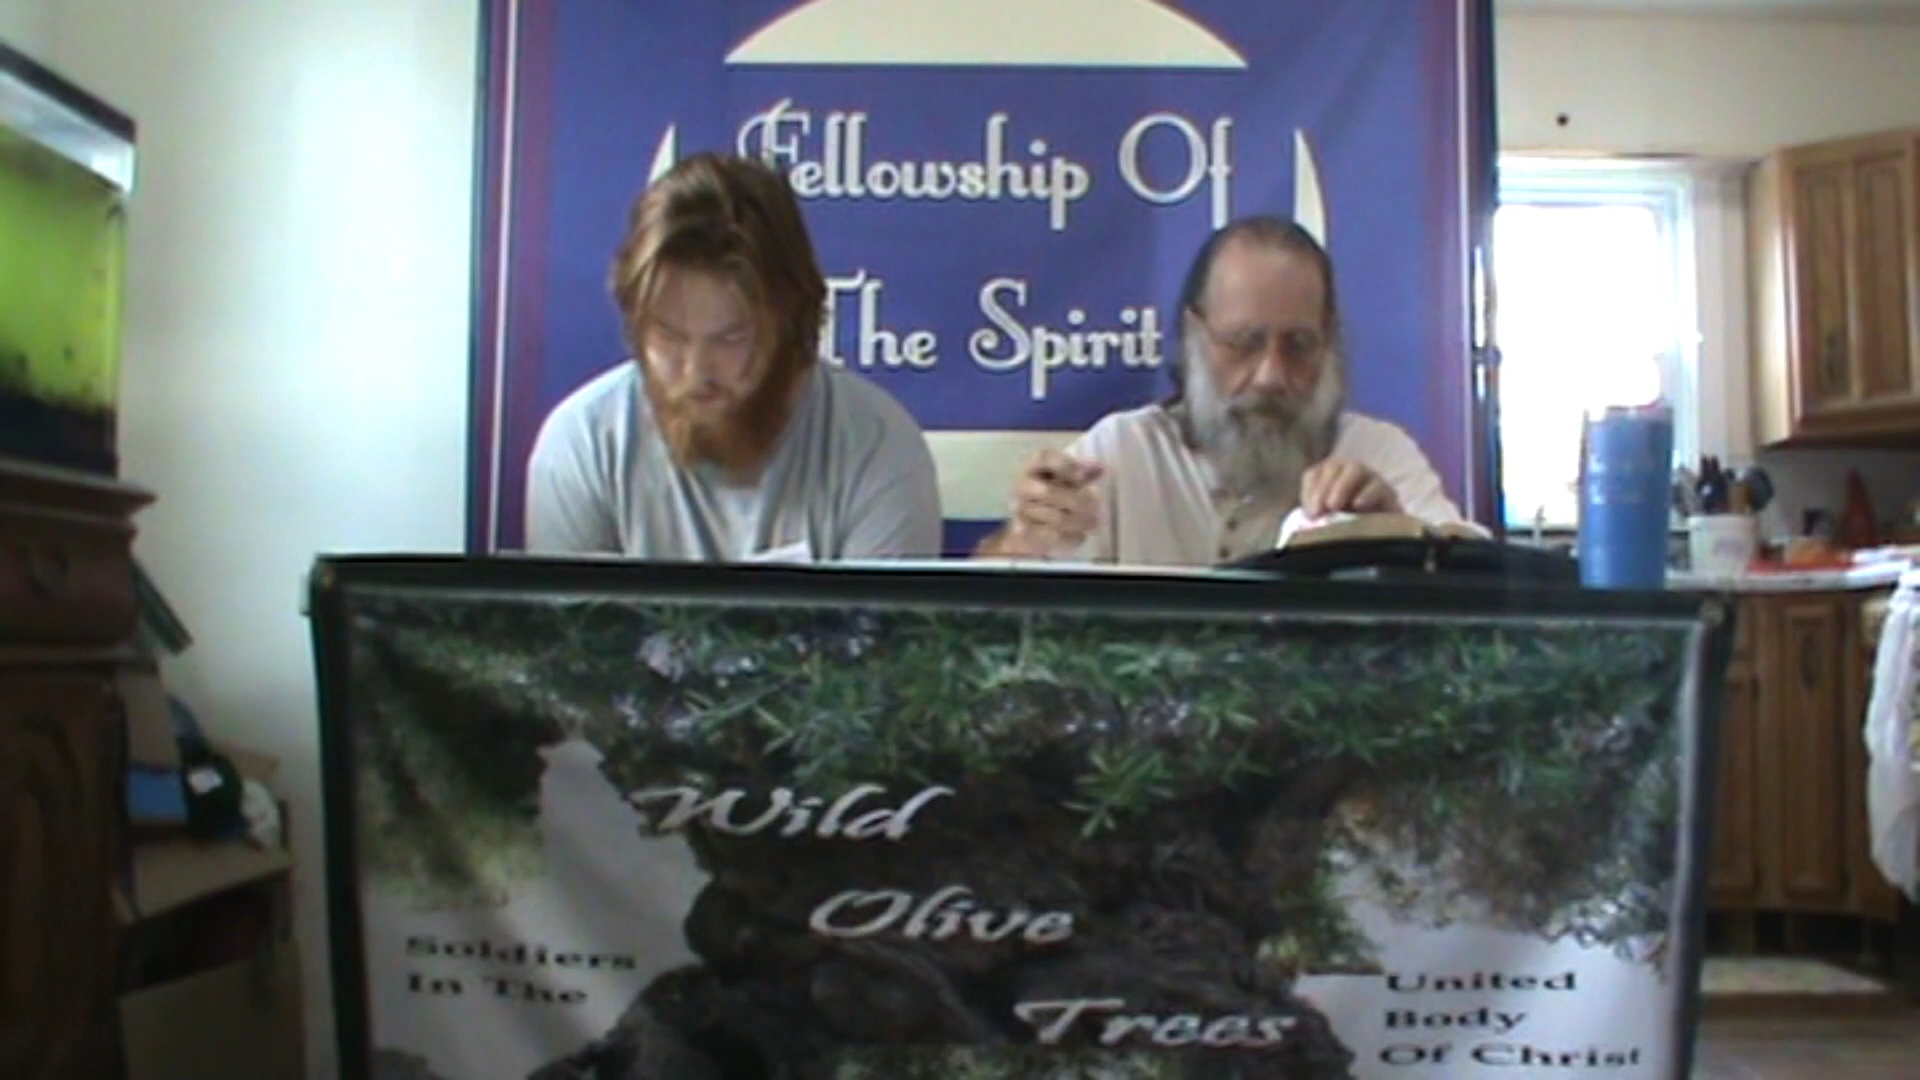 Fellowship Of
The Spirit
Wild
Olive
Trees
Soldiers
In The
United
Body
Of Christ